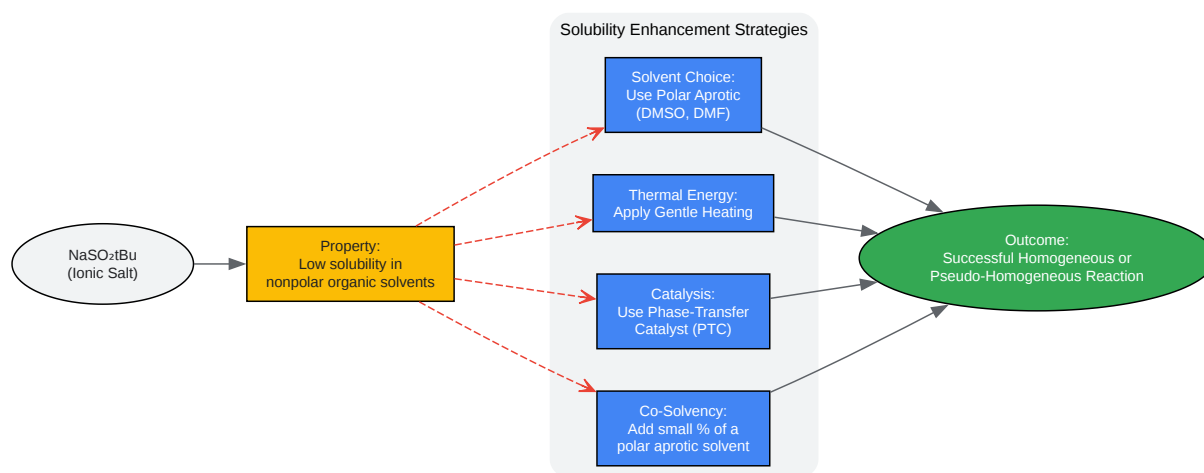 Solubility Enhancement Strategies
Solvent Choice:
Use Polar Aprotic
(DMSO, DMF)
Thermal Energy:
Apply Gentle Heating
NaSO₂tBu
(Ionic Salt)
Property:
Low solubility in
nonpolar organic solvents
Outcome:
Successful Homogeneous or
Pseudo-Homogeneous Reaction
Catalysis:
Use Phase-Transfer
Catalyst (PTC)
Co-Solvency:
Add small % of a
polar aprotic solvent